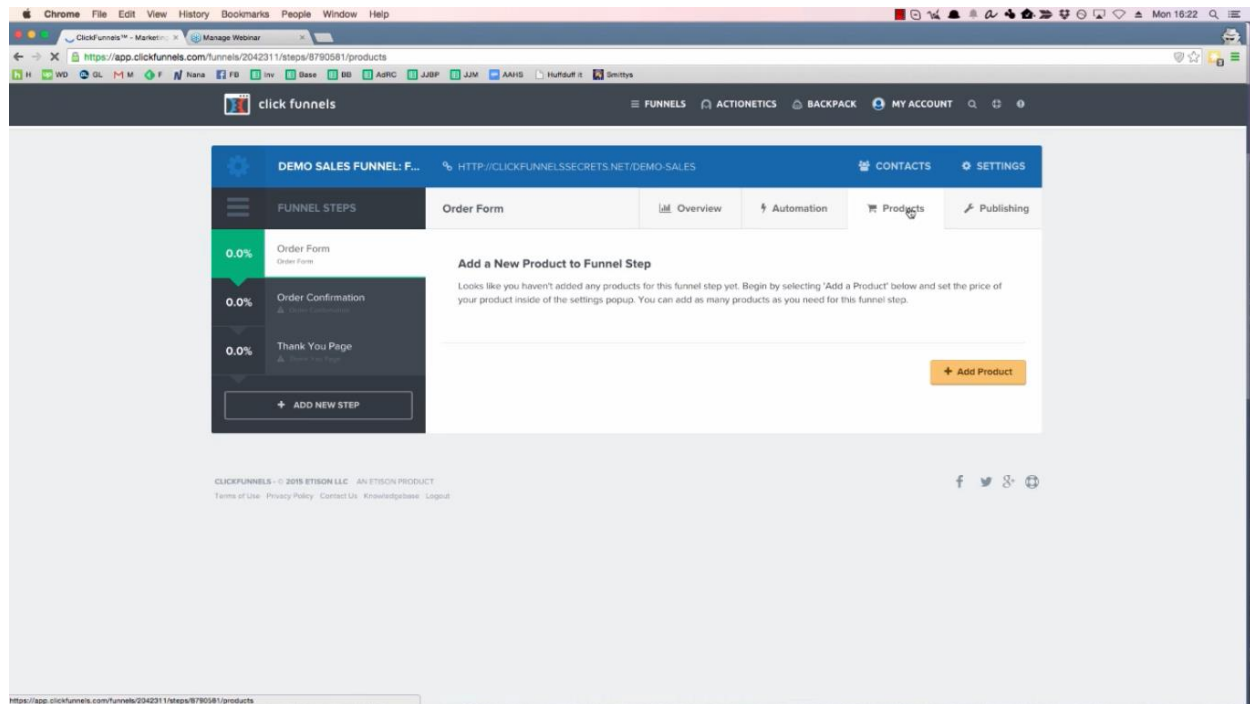 Chrome File Edit View History Bookmarks People Window Help Mon 16:22
ClickFunnels™ - Marketin Manage Webinar
https://app.clickfunnels.com/funnels/2042311/steps/8790581/products
H WD GL M M F Nana FB Inv Base BB AdRC JJBP JJM AAHS Huffduff it Smittys
click funnels FUNNELS ACTIONETICS BACKPACK MY ACCOUNT
DEMO SALES FUNNEL: F... HTTP://CLICKFUNNELSSECRETS.NET/DEMO-SALES CONTACTS SETTINGS
FUNNEL STEPS Order Form Overview Automation Products Publishing
0.0% Order Form
Order Form
Add a New Product to Funnel Step
Looks like you haven't added any products for this funnel step yet. Begin by selecting 'Add a Product' below and set the price of
your product inside of the settings popup. You can add as many products as you need for this funnel step.
0.0% Order Confirmation
Order Confirmation
0.0% Thank You Page
Thank You Page
+ Add Product
+ ADD NEW STEP
CLICKFUNNELS - © 2015 ETISON LLC AN ETISON PRODUCT
Terms of Use Privacy Policy Contact Us Knowledgebase Logout
https://app.clickfunnels.com/funnels/2042311/steps/8790581/products